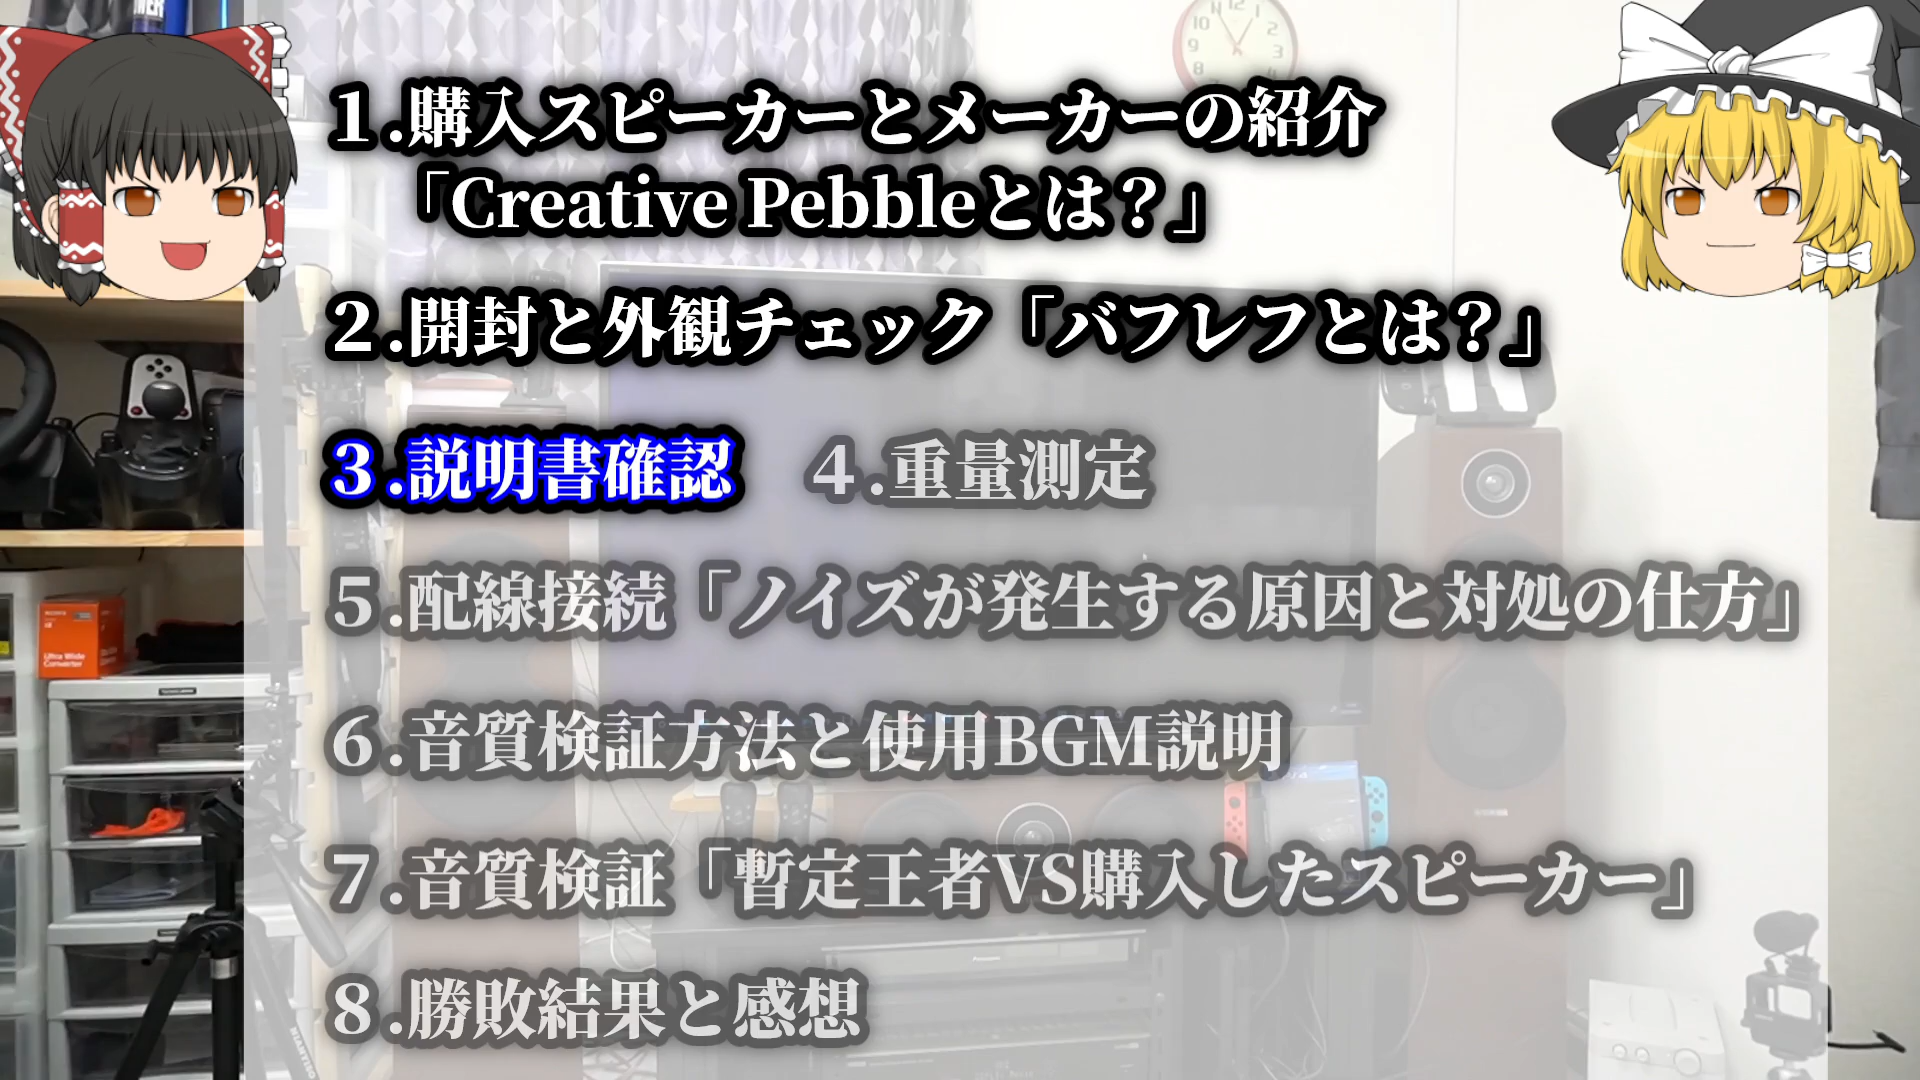 １.購入スピーカーとメーカーの紹介
「Creative Pebbleとは？」
２.開封と外観チェック「バフレフとは？」
３.説明書確認　４.重量測定
５.配線接続「ノイズが発生する原因と対処の仕方」
６.音質検証方法と使用BGM説明
７.音質検証「暫定王者VS購入したスピーカー」
８.勝敗結果と感想
Ultra Wide
Converter